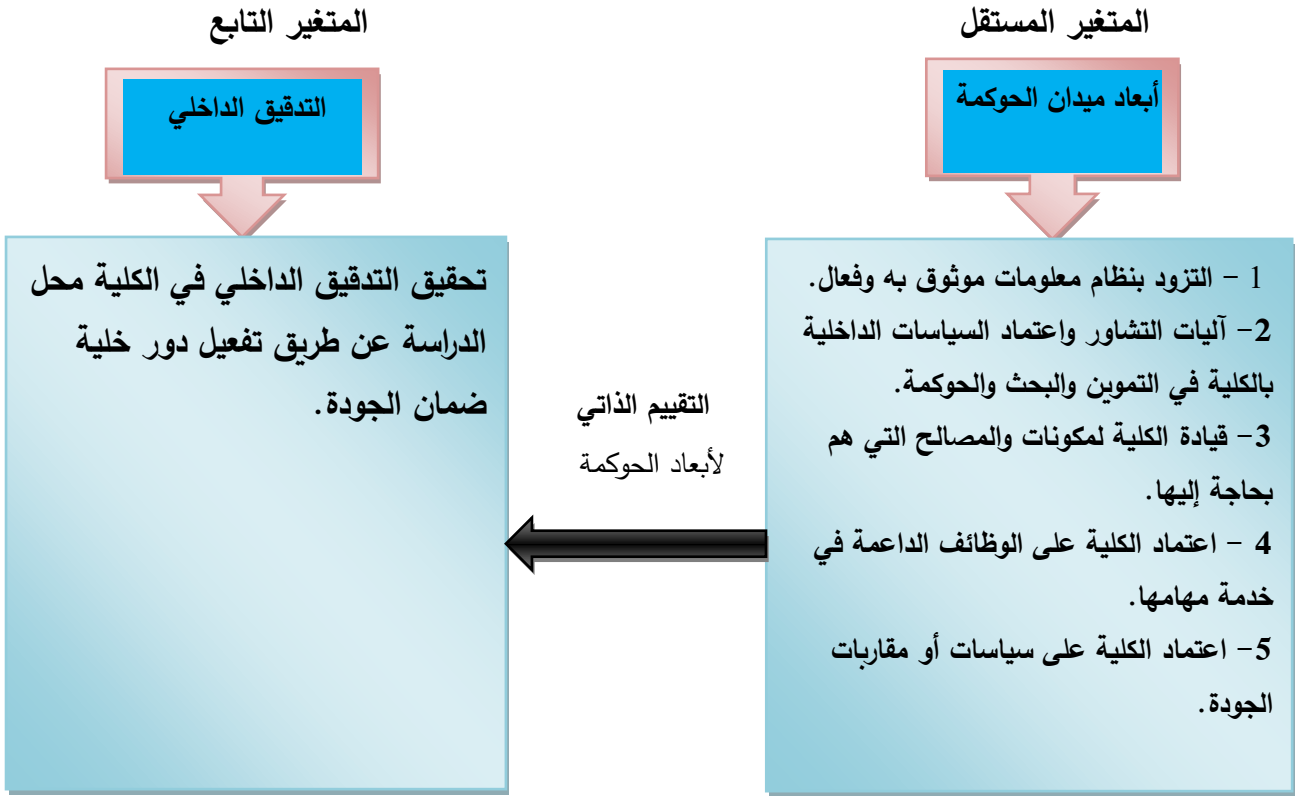 المتغير المستقل
أبعاد ميدان الحوكمة
1 – التزود بنظام معلومات موثوق به وفعال.
2– آليات التشاور واعتماد السياسات الداخلية
بالكلية في التموين والبحث والحوكمة.
3– قيادة الكلية لمكونات والمصالح التي هم
بحاجة إليها.
4 – اعتماد الكلية على الوظائف الداعمة في
خدمة مهامها.
5– اعتماد الكلية على سياسات أو مقاربات
الجودة.
التقييم الذاتي
لأبعاد الحوكمة
المتغير التابع
التدقيق الداخلي
تحقيق التدقيق الداخلي في الكلية محل
الدراسة عن طريق تفعيل دور خلية
ضمان الجودة.